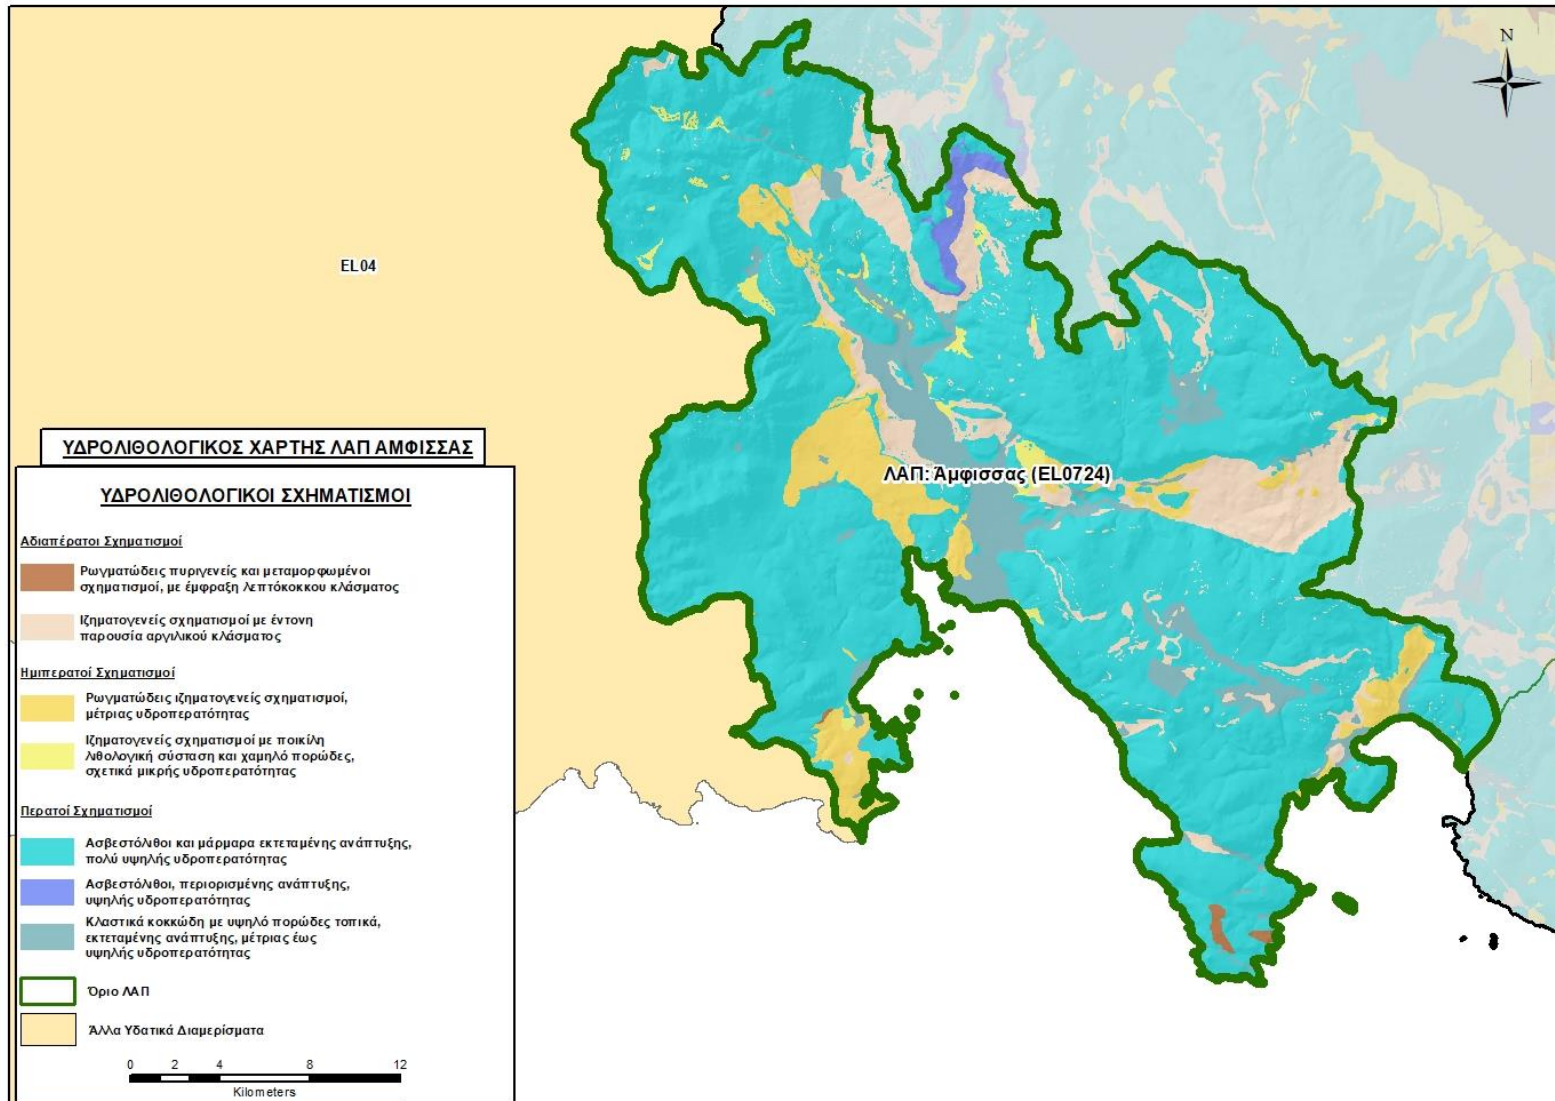 N
EL04
ΛΑΠ: Άμφισσας (EL0724)
ΥΔΡΟΛΙΘΟΛΟΓΙΚΟΣ ΧΑΡΤΗΣ ΛΑΠ ΑΜΦΙΣΣΑΣ
ΥΔΡΟΛΙΘΟΛΟΓΙΚΟΙ ΣΧΗΜΑΤΙΣΜΟΙ
Αδιαπέρατοι Σχηματισμοί
Ρωγματώδεις πυριγενείς και μεταμορφωμένοι
σχηματισμοί, με έμφραξη λεπτόκοκκου κλάσματος
Ιζηματογενείς σχηματισμοί με έντονη
παρουσία αργιλικού κλάσματος
Ημιπερατοί Σχηματισμοί
Ρωγματώδεις ιζηματογενείς σχηματισμοί,
μέτριας υδροπερατότητας
Ιζηματογενείς σχηματισμοί με ποικίλη
λιθολογική σύσταση και χαμηλό πορώδες,
σχετικά μικρής υδροπερατότητας
Περατοί Σχηματισμοί
Ασβεστόλιθοι και μάρμαρα εκτεταμένης ανάπτυξης,
πολύ υψηλής υδροπερατότητας
Ασβεστόλιθοι, περιορισμένης ανάπτυξης,
υψηλής υδροπερατότητας
Κλαστικά κοκκώδη με υψηλό πορώδες τοπικά,
εκτεταμένης ανάπτυξης, μέτριας έως
υψηλής υδροπερατότητας
Όριο ΛΑΠ
Άλλα Υδατικά Διαμερίσματα
0 2 4 8 12
Kilometers